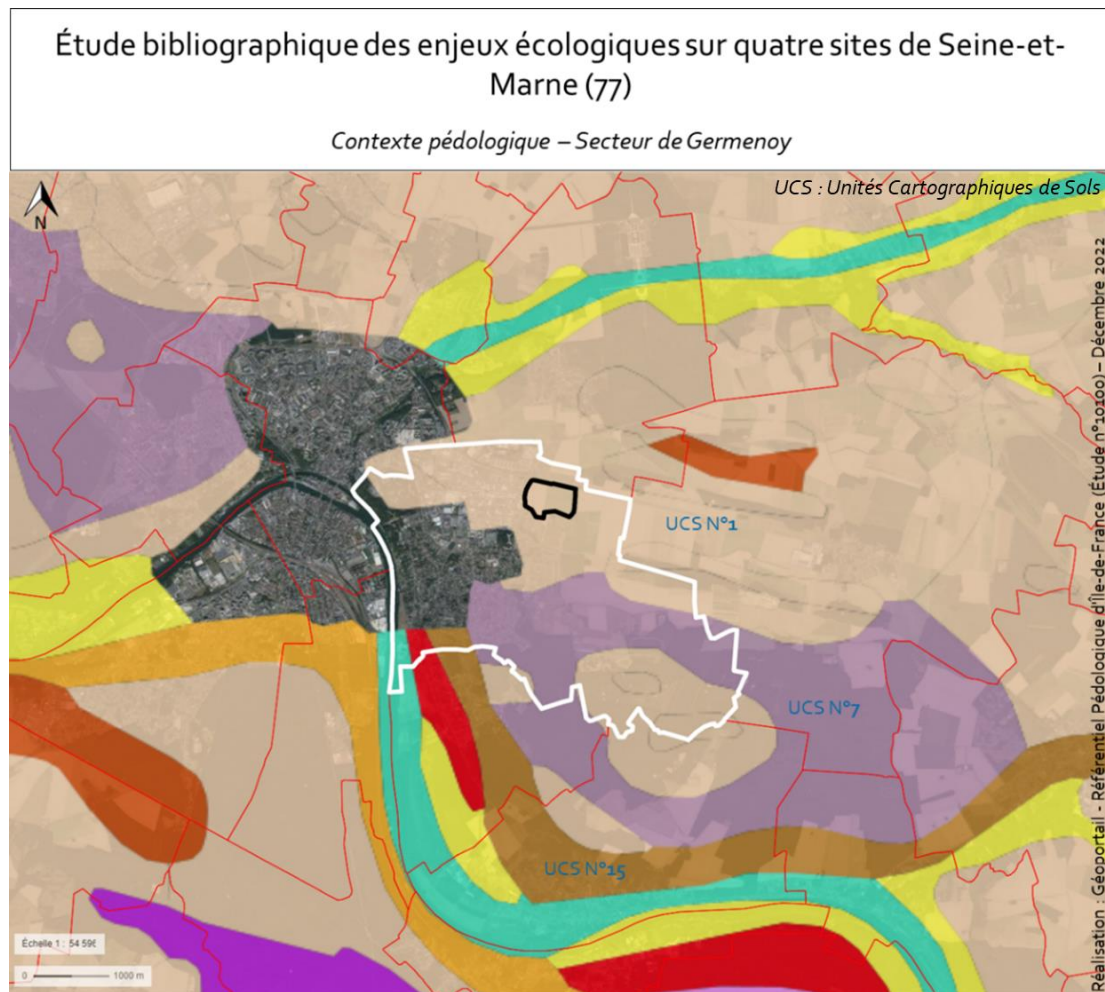 Étude bibliographique des enjeux écologiques sur quatre sites de Seine-et-
Marne (77)
Contexte pédologique – Secteur de Germenoy
UCS : Unités Cartographiques de Sols
N
UCS N°1
UCS N°7
UCS N°15
Échelle 1 : 54 596
0 1000 m
Réalisation : Géoportail - Référentiel Pédologique d'Île-de-France (Étude n°10100) – Décembre 2022